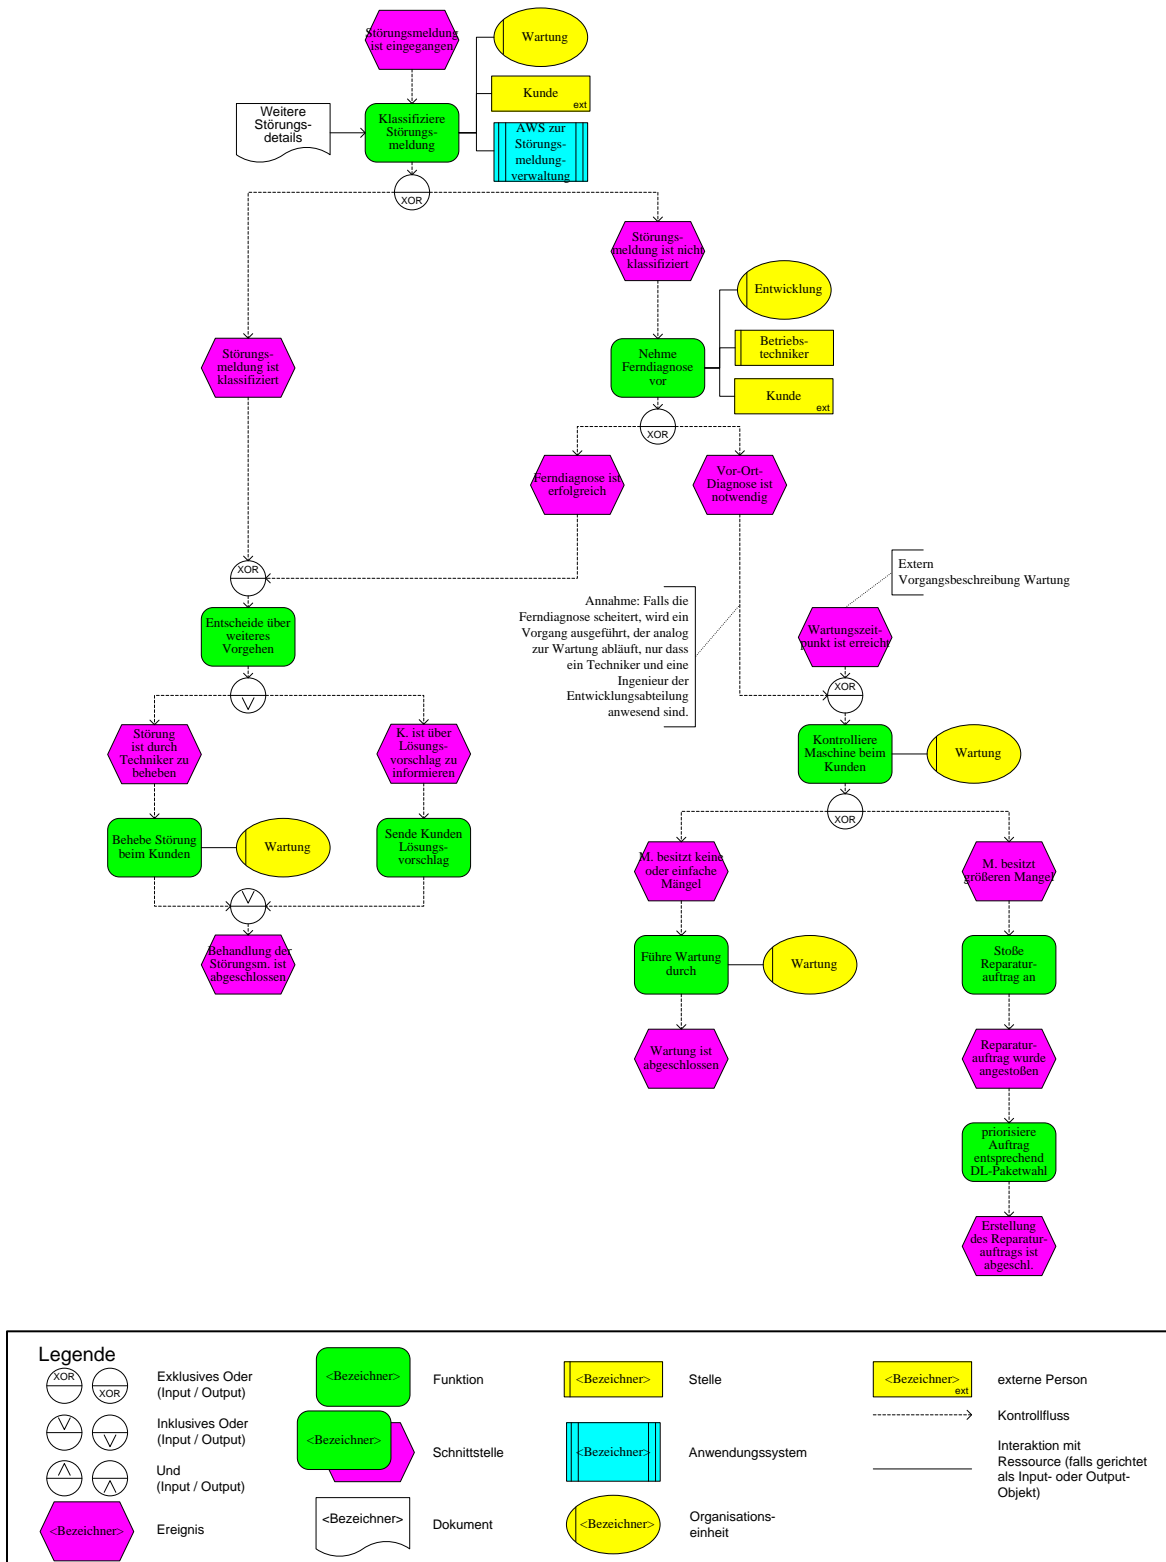 Störungsmeldung
ist eingegangen
Wartung
Kunde
ext
Weitere
Störungs-
details
Klassifiziere
Störungs-
meldung
AWS zur
Störungs-
meldung-
verwaltung
XOR
Störungs-
meldung ist nicht
klassifiziert
Entwicklung
Störungs-
meldung ist
klassifiziert
Nehme
Ferndiagnose
vor
Betriebs-
techniker
Kunde
ext
XOR
Ferndiagnose ist
erfolgreich
Vor-Ort-
Diagnose ist
notwendig
XOR
Extern
Vorgangsbeschreibung Wartung
Annahme: Falls die
Ferndiagnose scheitert, wird ein
Vorgang ausgeführt, der analog
zur Wartung abläuft, nur dass
ein Techniker und eine
Ingenieur der
Entwicklungsabteilung
anwesend sind.
Entscheide über
weiteres
Vorgehen
Wartungszeit-
punkt ist erreicht
XOR
Störung
ist durch
Techniker zu
beheben
K. ist über
Lösungs-
vorschlag zu
informieren
Kontrolliere
Maschine beim
Kunden
Wartung
XOR
Behebe Störung
beim Kunden
Wartung
Sende Kunden
Lösungs-
vorschlag
M. besitzt keine
oder einfache
Mängel
M. besitzt
größeren Mangel
Behandlung der
Störungsm. ist
abgeschlossen
Führe Wartung
durch
Wartung
Stoße
Reparatur-
auftrag an
Wartung ist
abgeschlossen
Reparatur-
auftrag wurde
angestoßen
priorisiere
Auftrag
entsprechend
DL-Paketwahl
Erstellung
des Reparatur-
auftrags ist
abgeschl.
Legende
XOR
XOR
Exklusives Oder
(Input / Output)
<Bezeichner>
Funktion
<Bezeichner>
Stelle
<Bezeichner>
ext
externe Person
Inklusives Oder
(Input / Output)
<Bezeichner>
Schnittstelle
<Bezeichner>
Anwendungssystem
Kontrollfluss
Und
(Input / Output)
Interaktion mit
Ressource (falls gerichtet
als Input- oder Output-
Objekt)
<Bezeichner>
Ereignis
<Bezeichner>
Dokument
<Bezeichner>
Organisations-
einheit